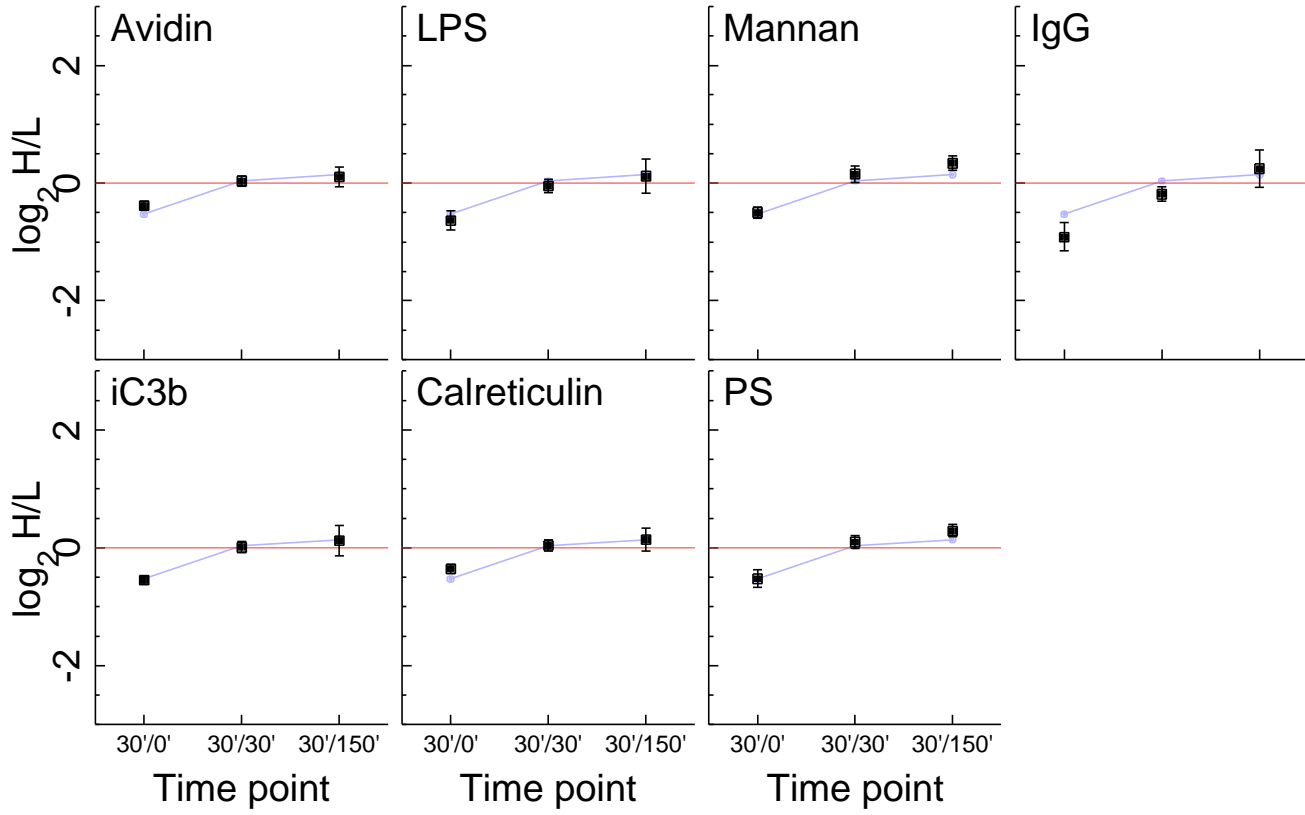 Avidin
LPS
Mannan
IgG
log2 H/L
2
0
-2
iC3b
Calreticulin
PS
log2 H/L
2
0
-2
30'/0' 30'/30' 30'/150'
30'/0' 30'/30' 30'/150'
30'/0' 30'/30' 30'/150'
Time point
Time point
Time point